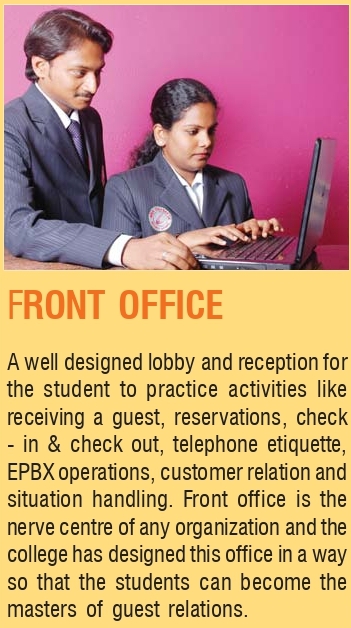 FRONT OFFICE
A well designed lobby and reception for
the student to practice activities like
receiving a guest, reservations, check
- in & check out, telephone etiquette,
EPBX operations, customer relation and
situation handling. Front office is the
nerve centre of any organization and the
college has designed this office in a way
so that the students can become the
masters of guest relations.